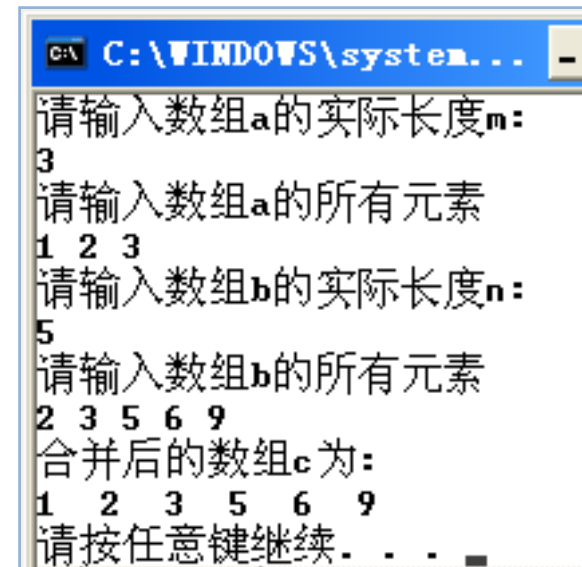 C:\WINDOWS\system...
请输入数组a的实际长度m:
3
请输入数组a的所有元素
1 2 3
请输入数组b的实际长度n:
5
请输入数组b的所有元素
2 3 5 6 9
合并后的数组c为:
1 2 3 5 6 9
请按任意键继续. . .